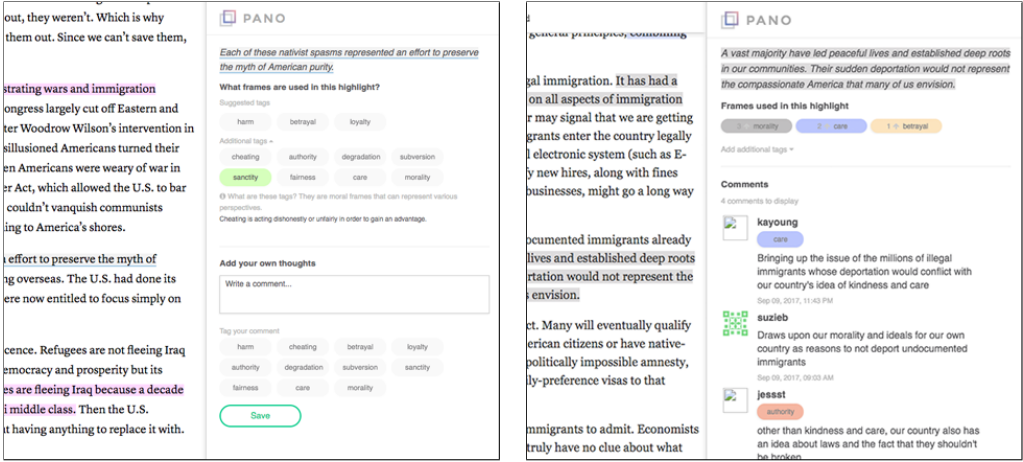 out, they weren't. Which is why
them out. Since we can't save them,
strating wars and immigration
ongress largely cut off Eastern and
ter Woodrow Wilson's intervention in
sillusioned Americans turned their
en Americans were weary of war in
er Act, which allowed the U.S. to bar
couldn't vanquish communists
ning to America's shores.
effort to preserve the myth of
ng overseas. The U.S. had done its
ere now entitled to focus simply on
cence. Refugees are not fleeing Iraq
emocracy and prosperity but its
es are fleeing Iraq because a decade
i middle class. Then the U.S.
t having anything to replace it with.
PANO
Each of these nativist spasms represented an effort to preserve
the myth of American purity.
What frames are used in this highlight?
Suggested tags
harm betrayal loyalty
Additional tags
cheating authority degradation subversion
sanctity fairness care morality
What are these tags? They are moral frames that can represent various
perspectives.
Cheating is acting dishonestly or unfairly in order to gain an advantage.
Add your own thoughts
Write a comment...
Tag your comment
harm cheating betrayal loyalty
authority degradation subversion sanctity
fairness care morality
Save
general principles, combining
gal immigration. It has had a
on all aspects of immigration
r may signal that we are getting
grants enter the country legally
l electronic system (such as E-
fy new hires, along with fines
businesses, might go a long way
ocumented immigrants already
lives and established deep roots
ortation would not represent the
s envision.
ct. Many will eventually qualify
erican citizens or have native-
politically impossible amnesty,
ily-preference visas to that
mmigrants to admit. Economists
truly have no clue about what
PANO
A vast majority have led peaceful lives and established deep roots
in our communities. Their sudden deportation would not represent
the compassionate America that many of us envision.
Frames used in this highlight
morality care 1 betrayal
Add additional tags
Comments
4 comments to display
kayoung
care
Bringing up the issue of the millions of illegal
immigrants whose deportation would conflict with
our country's idea of kindness and care
Sep 09, 2017, 11:43 PM
suzieb
Draws upon our morality and ideals for our own
country as reasons to not deport undocumented
immigrants
Sep 09, 2017, 09:03 AM
jessst
authority
other than kindness and care, our country also has
an idea about laws and the fact that they shouldn't
be broken